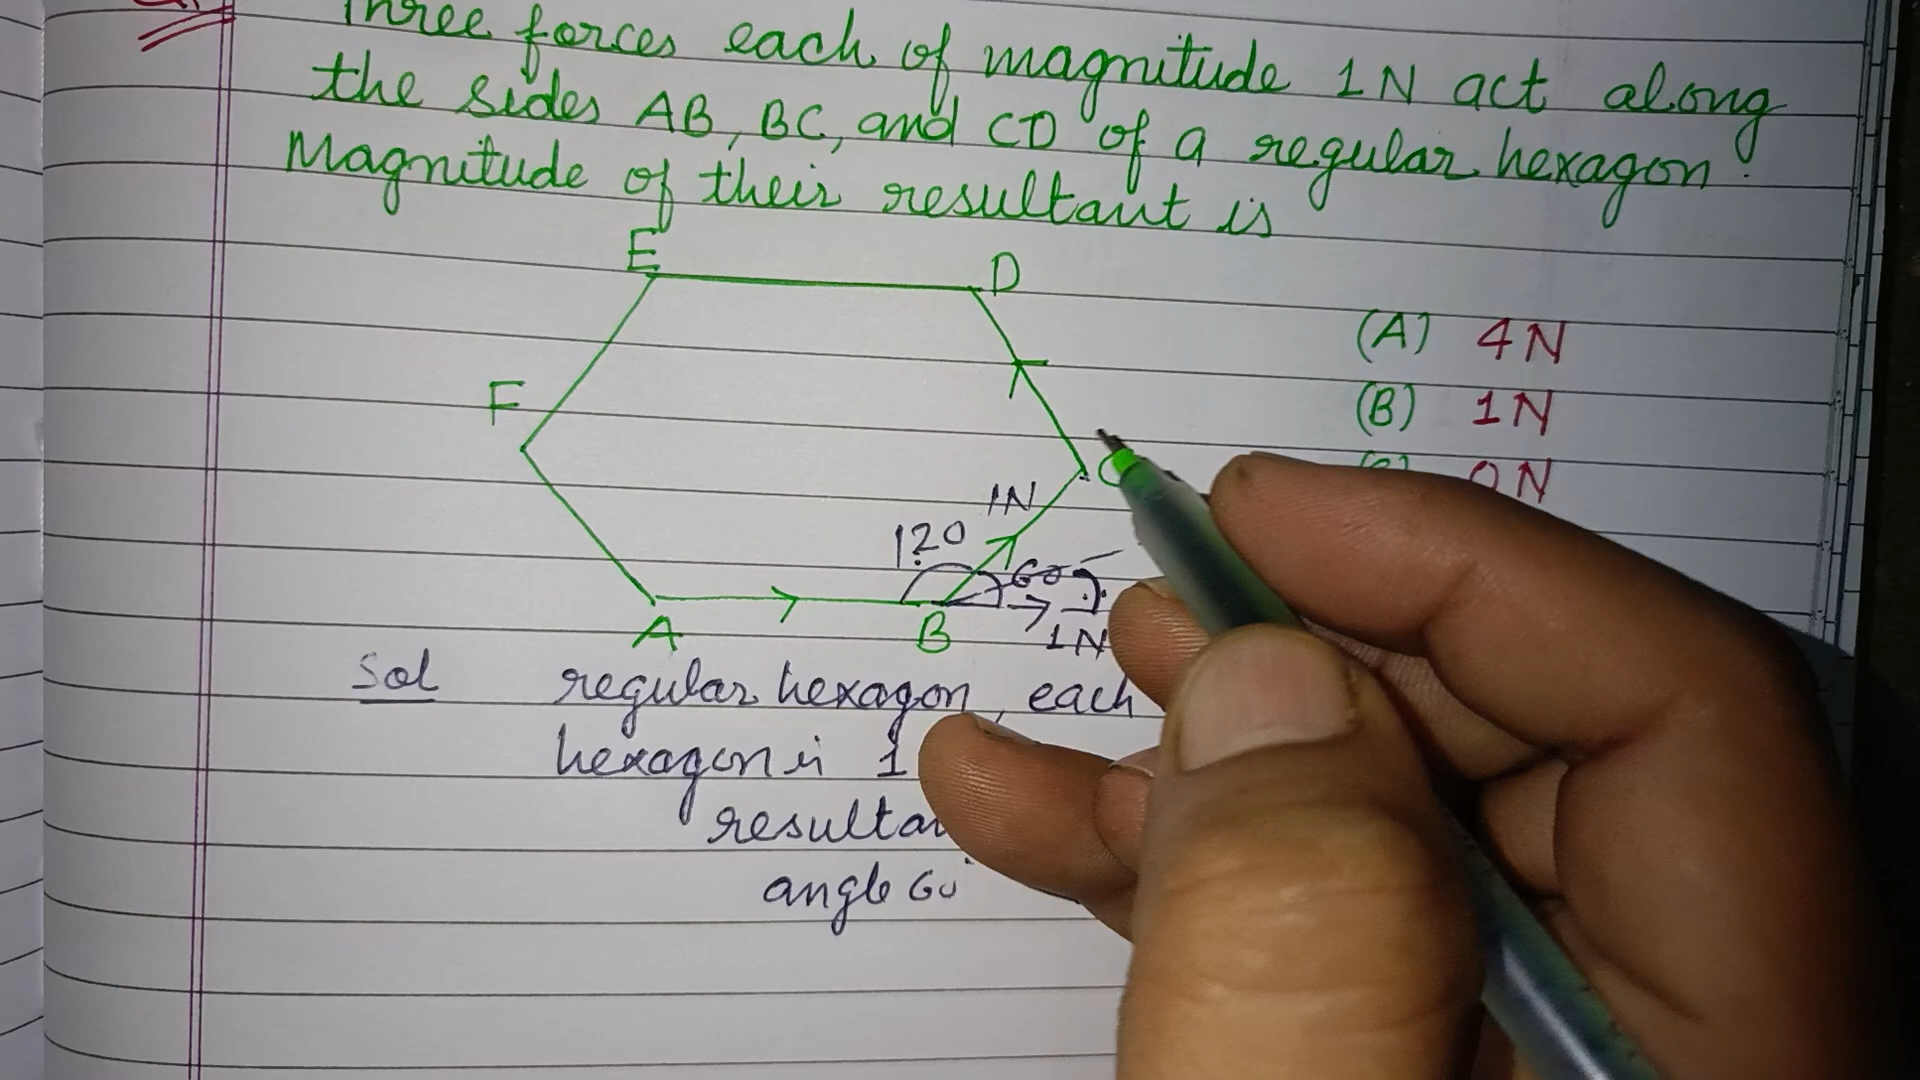 Three forces each of magnitude 1N act along
the sides AB, BC, and CD of a regular hexagon.
Magnitude of their resultant is
E
D
(A) 4N
F
(B) 1N
0N
1N
120
60
A
B
1N
Sol regular hexagon, each
hexagon is 1
angle 60